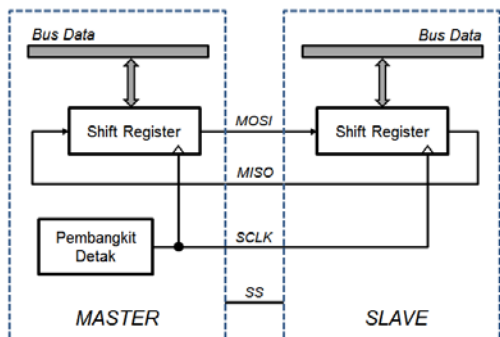 Bus Data
Bus Data
Shift Register
MOSI
Shift Register
MISO
Pembangkit
Detak
SCLK
SS
MASTER
SLAVE